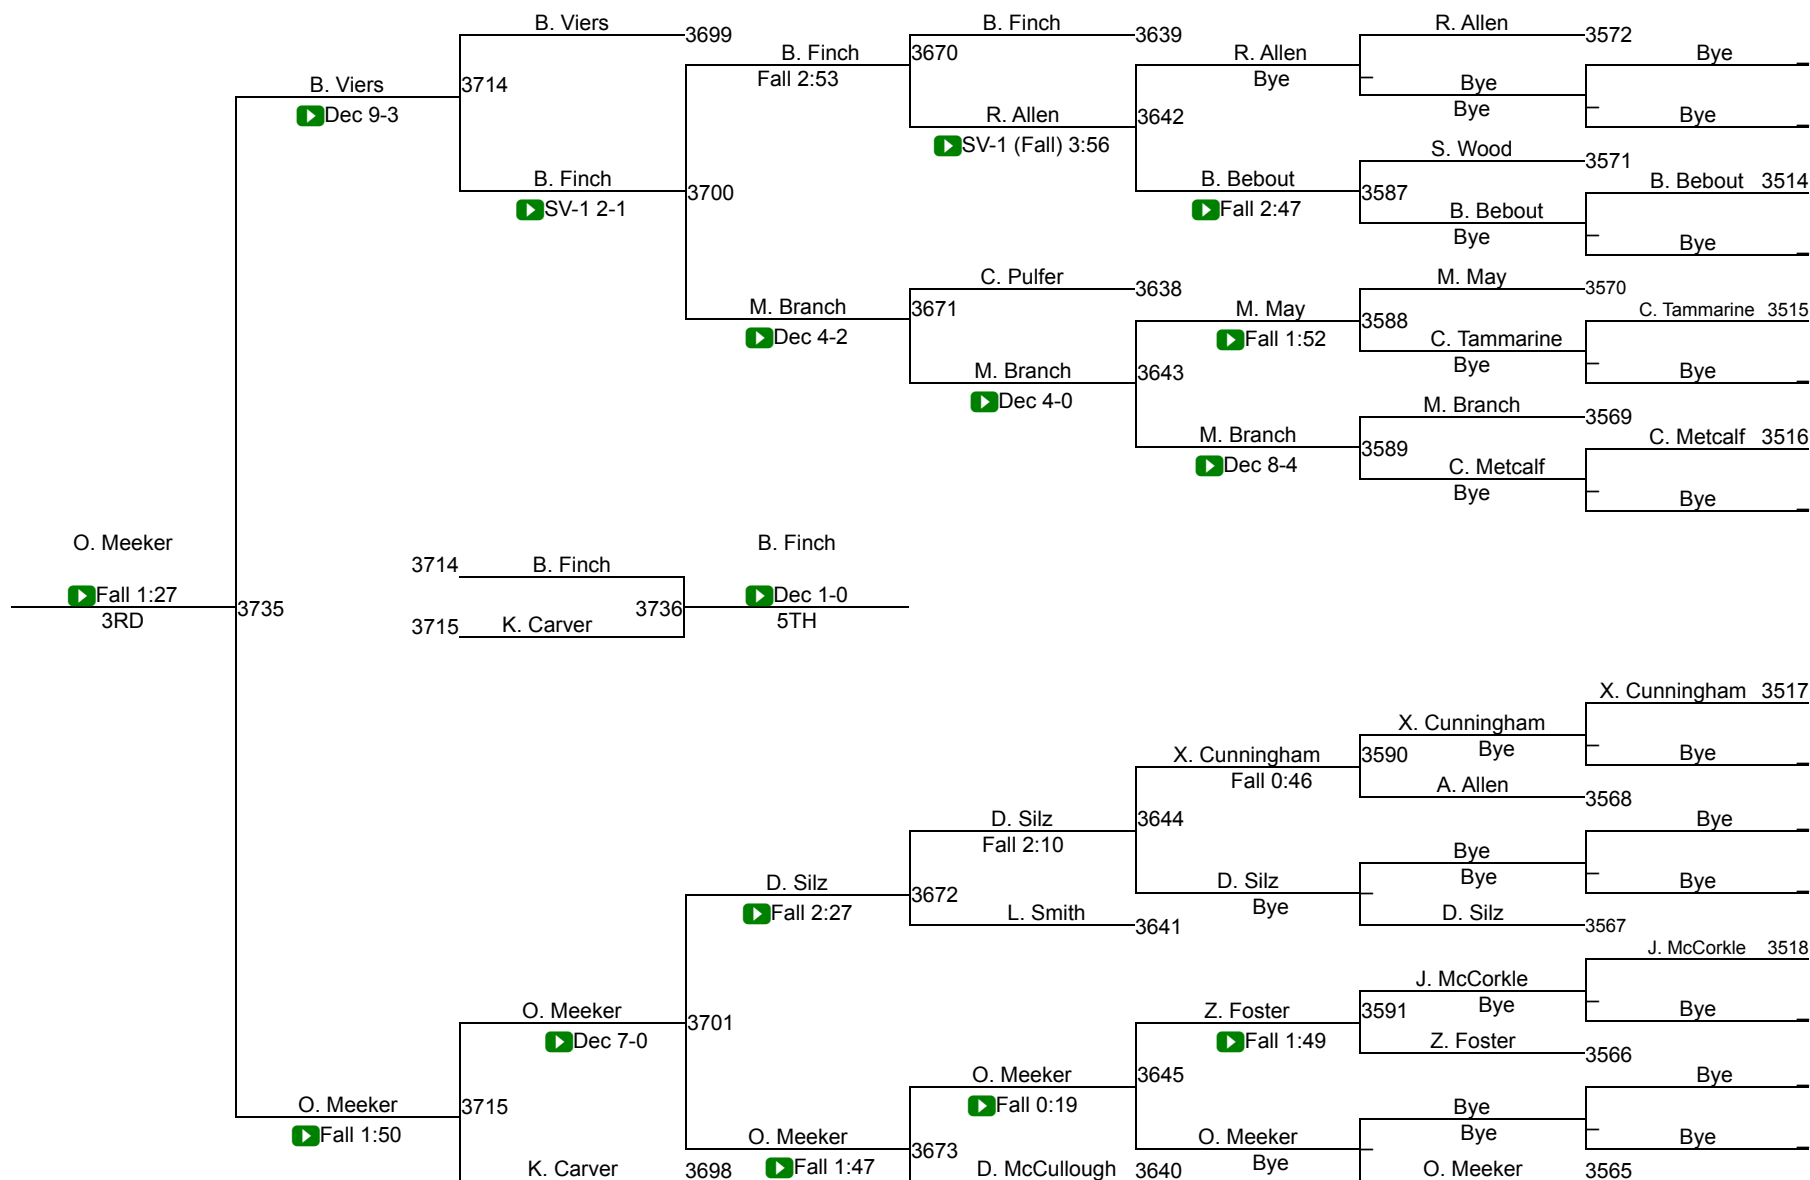 B. Viers
3699
B. Finch
3639
R. Allen
3572
B. Finch
Fall 2:53
3670
R. Allen
Bye
Bye
B. Viers
Dec 9-3
3714
Bye
Bye
R. Allen
SV-1 (Fall) 3:56
3642
Bye
S. Wood
3571
B. Finch
SV-1 2-1
3700
B. Bebout
Fall 2:47
3587
B. Bebout 3514
B. Bebout
Bye
Bye
C. Pulfer
3638
M. May
3570
M. Branch
Dec 4-2
3671
M. May
Fall 1:52
3588
C. Tammarine 3515
C. Tammarine
Bye
M. Branch
Dec 4-0
3643
Bye
M. Branch
3569
M. Branch
Dec 8-4
3589
C. Metcalf 3516
C. Metcalf
Bye
Bye
O. Meeker
Fall 1:27
3RD
3735
3714
B. Finch
B. Finch
3715
K. Carver
3736
Dec 1-0
5TH
X. Cunningham 3517
X. Cunningham
Bye
X. Cunningham
Fall 0:46
3590
Bye
A. Allen
3568
D. Silz
Fall 2:10
3644
Bye
Bye
Bye
D. Silz
Fall 2:27
3672
D. Silz
Bye
Bye
L. Smith
3641
D. Silz
3567
J. McCorkle 3518
J. McCorkle
Bye
O. Meeker
Dec 7-0
3701
Z. Foster
Fall 1:49
3591
Bye
Z. Foster
3566
O. Meeker
Fall 0:19
3645
Bye
O. Meeker
Fall 1:50
3715
Bye
Bye
O. Meeker
Fall 1:47
3673
O. Meeker
Bye
Bye
K. Carver
3698
D. McCullough
3640
O. Meeker
3565